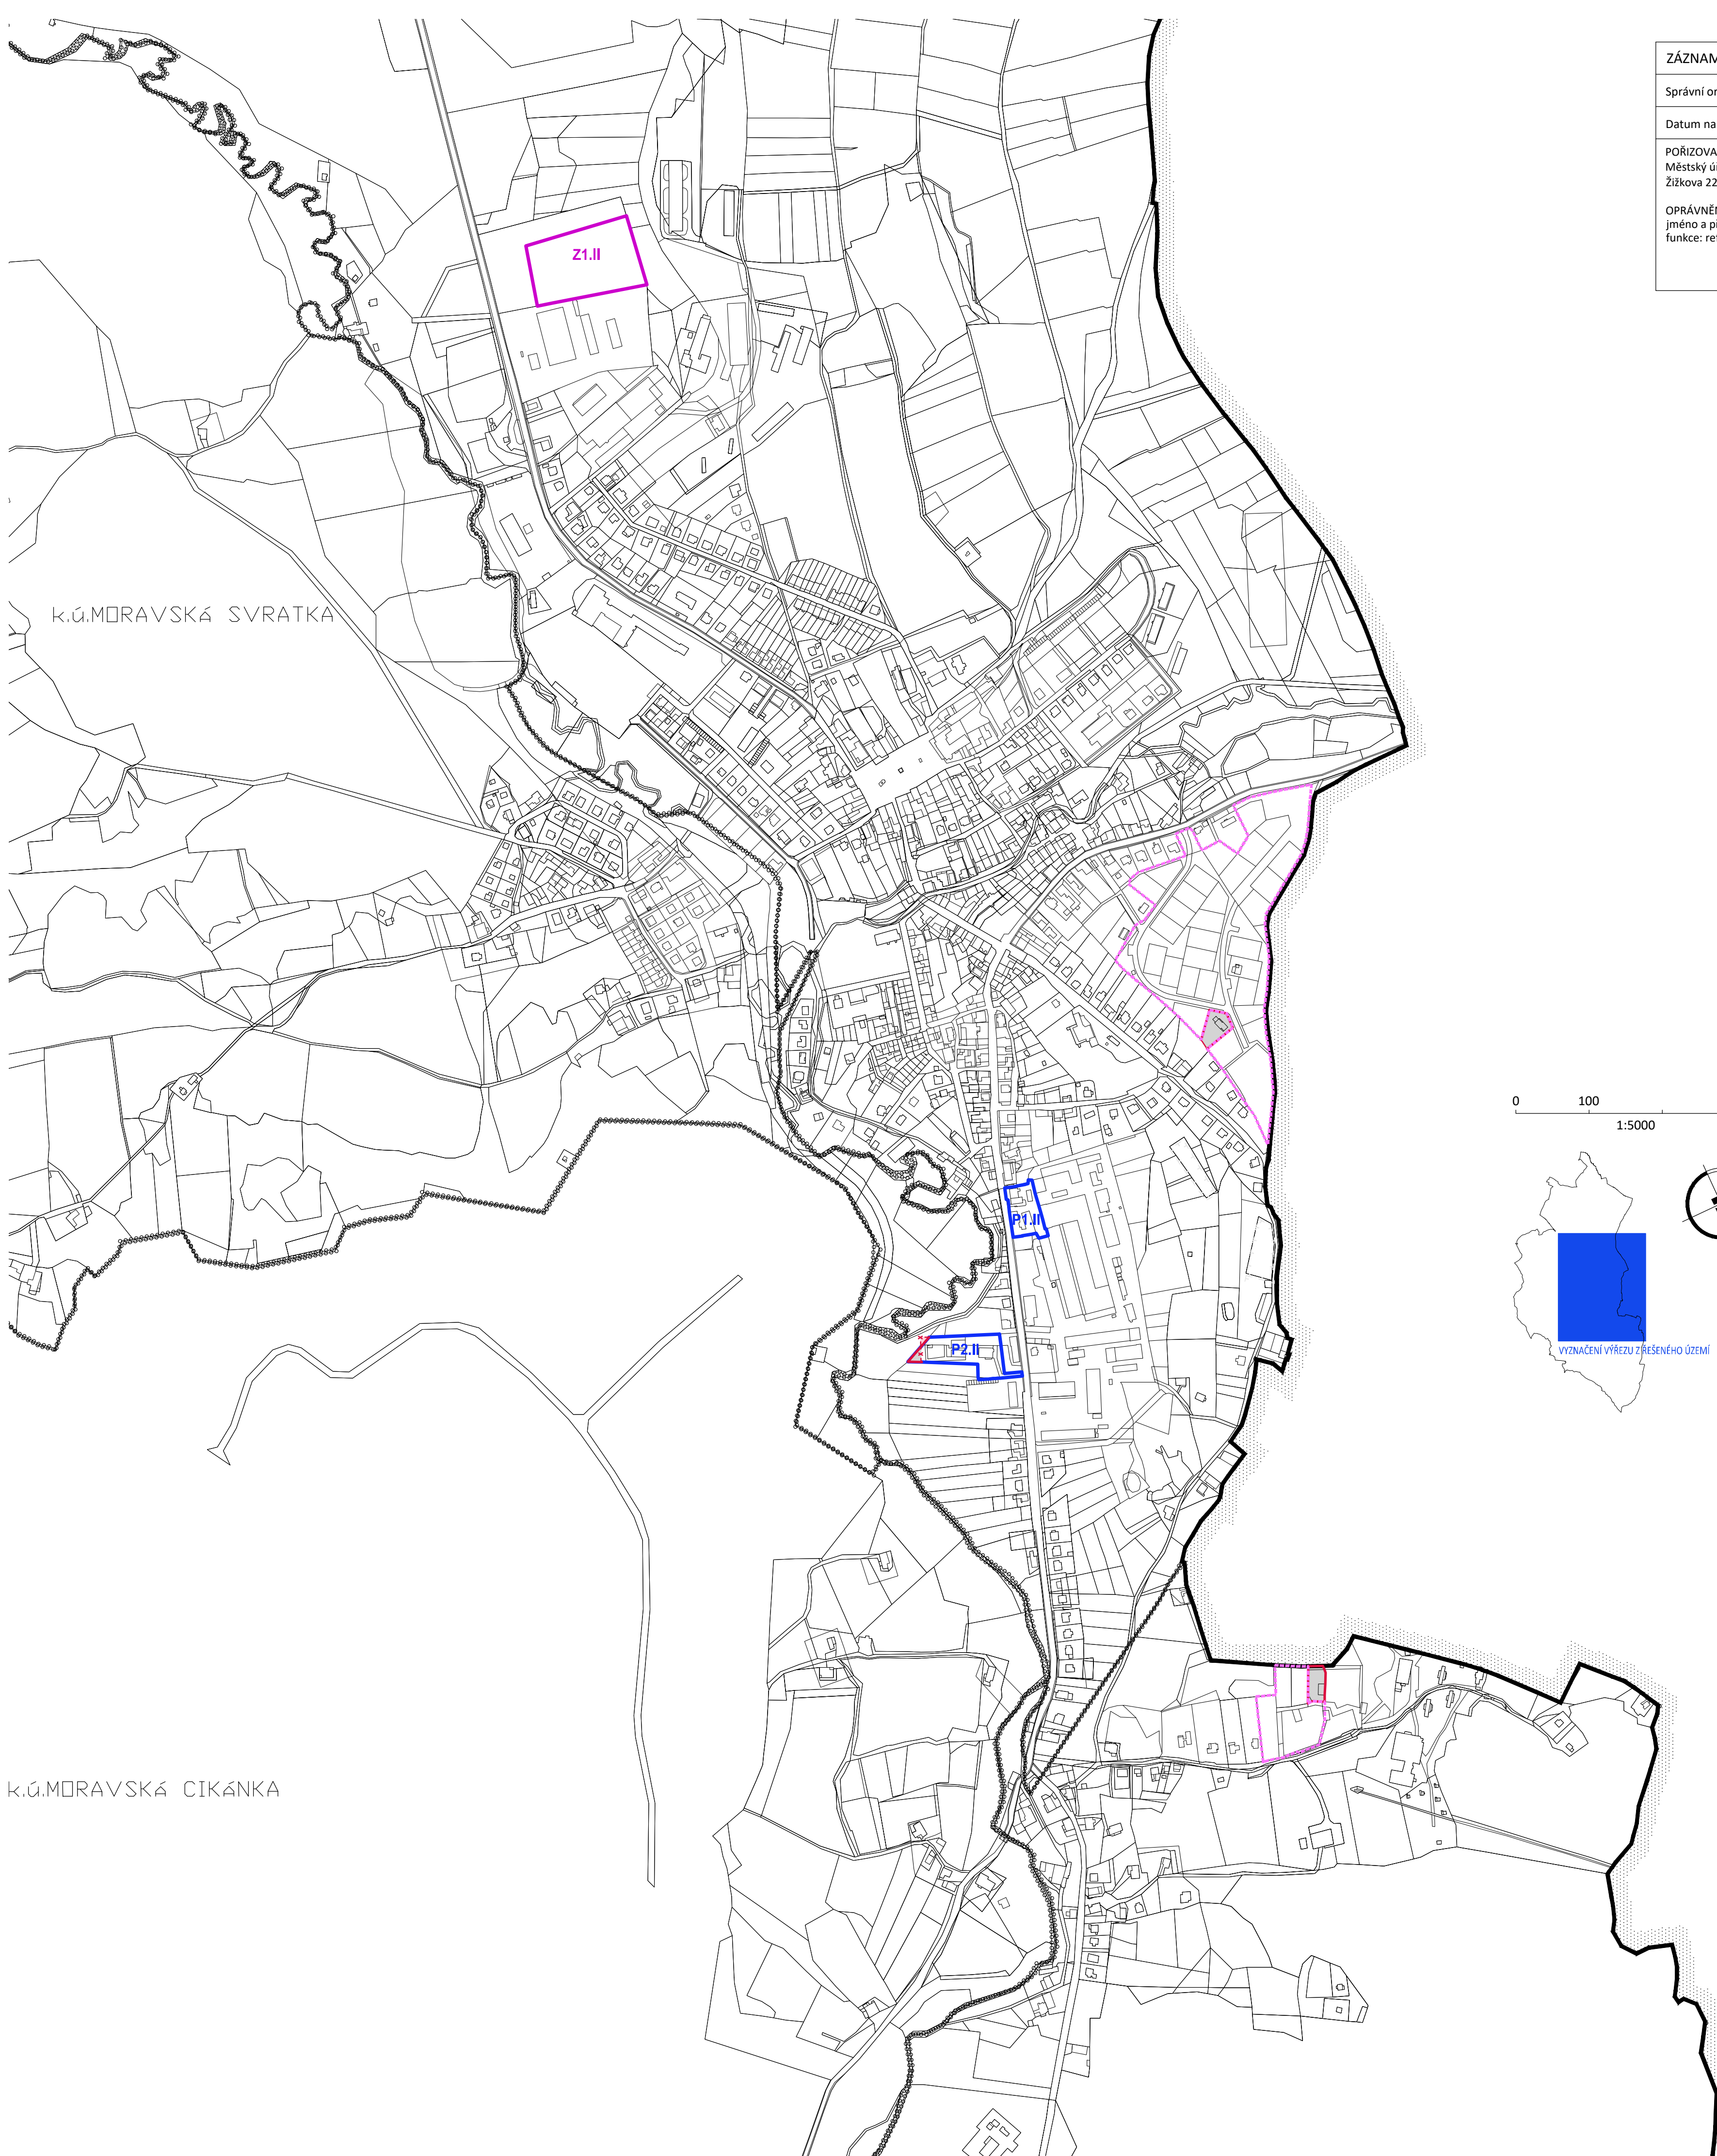 ZÁZNAM
Správní or
Datum na
POŘIZOVA
Městský ú
Žižkova 22
OPRÁVNĚN
jméno a p
funkce: re
Z1.II
k.ú.MORAVSKá SVRATKA
0 100
1:5000
P1.II
P2.II
VYZNAČENÍ VÝŘEZU Z ŘEŠENÉHO ÚZEMÍ
k.ú.MORAVSKá CIKáNKA